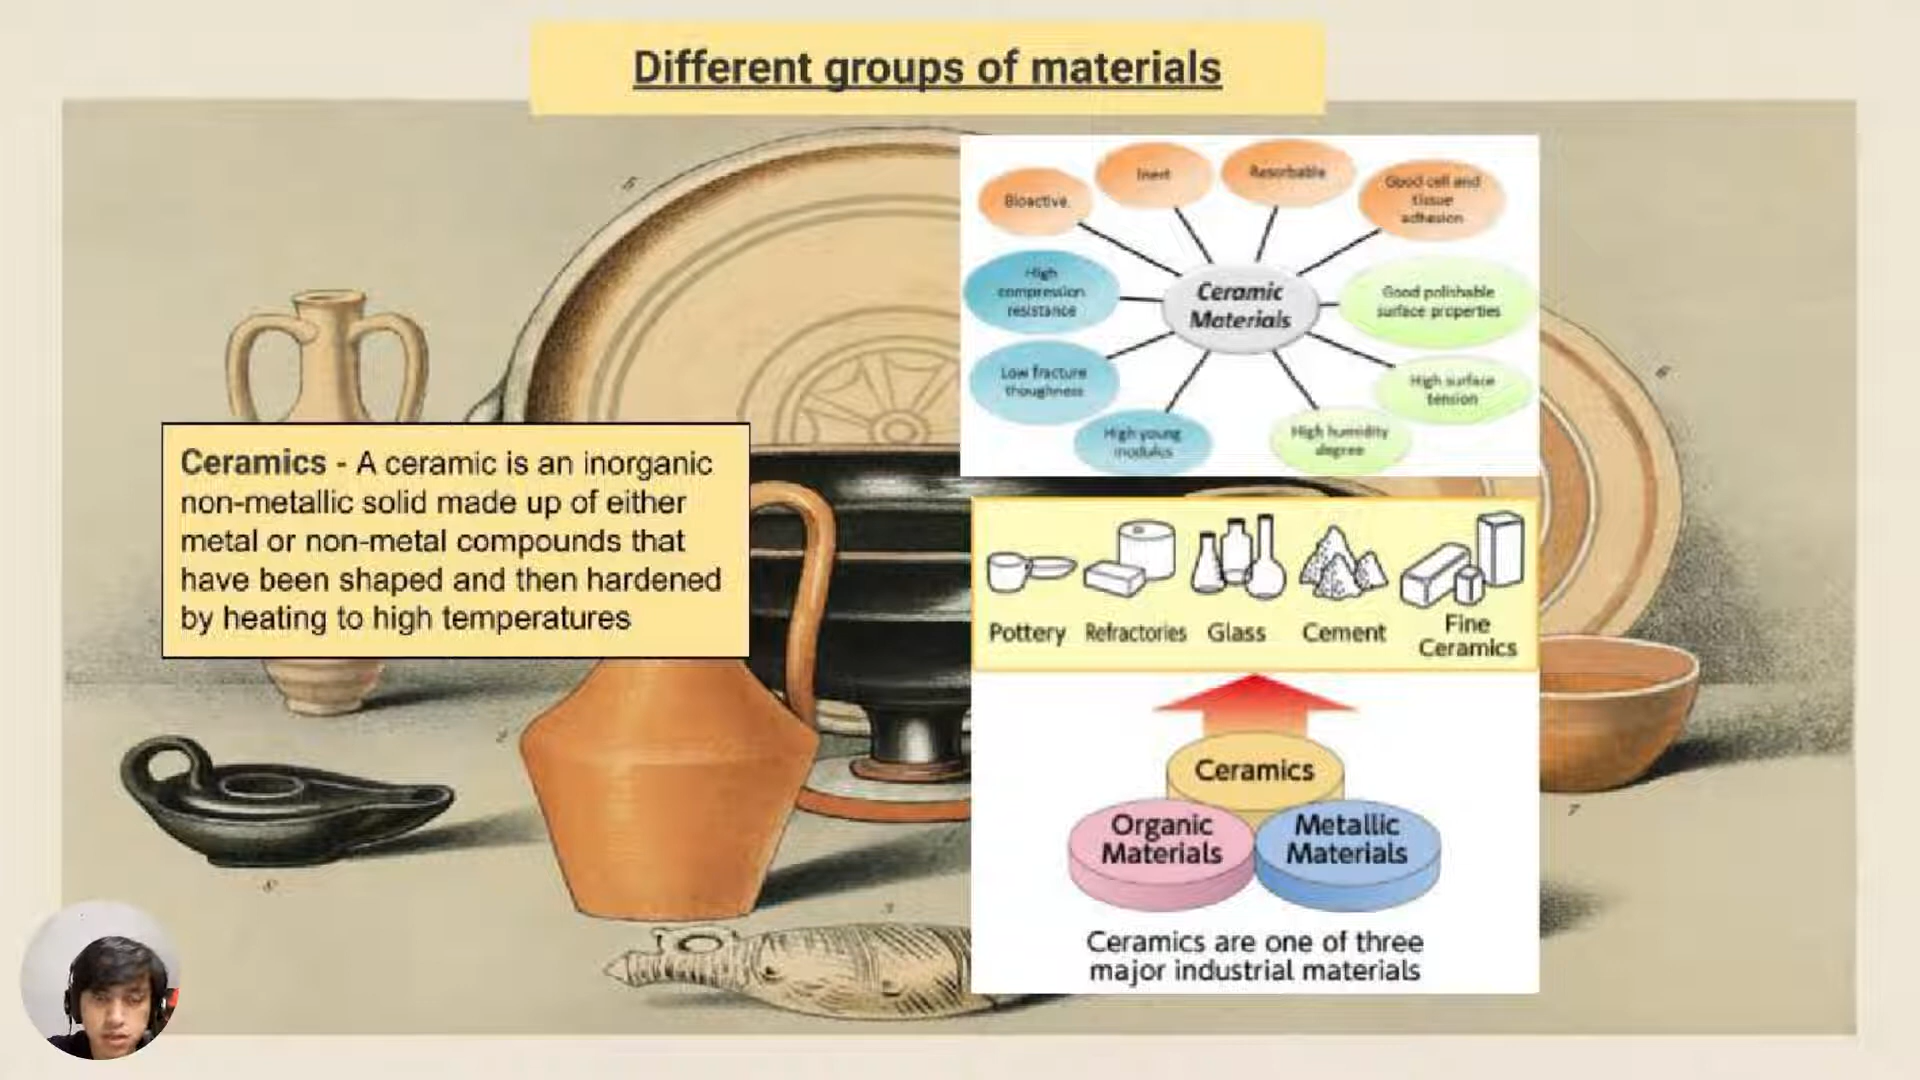 Different groups of materials
Ceramics - A ceramic is an inorganic
non-metallic solid made up of either
metal or non-metal compounds that
have been shaped and then hardened
by heating to high temperatures
Bioactive
Inert
Resorbable
Good cell and
tissue
adhesion
High
compression
resistance
Ceramic
Materials
Good polishable
surface properties
Low fracture
thoughness
High surface
tension
High young
modulus
High humidity
degree
Pottery
Refractories
Glass
Cement
Fine
Ceramics
Ceramics
Organic
Materials
Metallic
Materials
Ceramics are one of three
major industrial materials
5
6
7
3